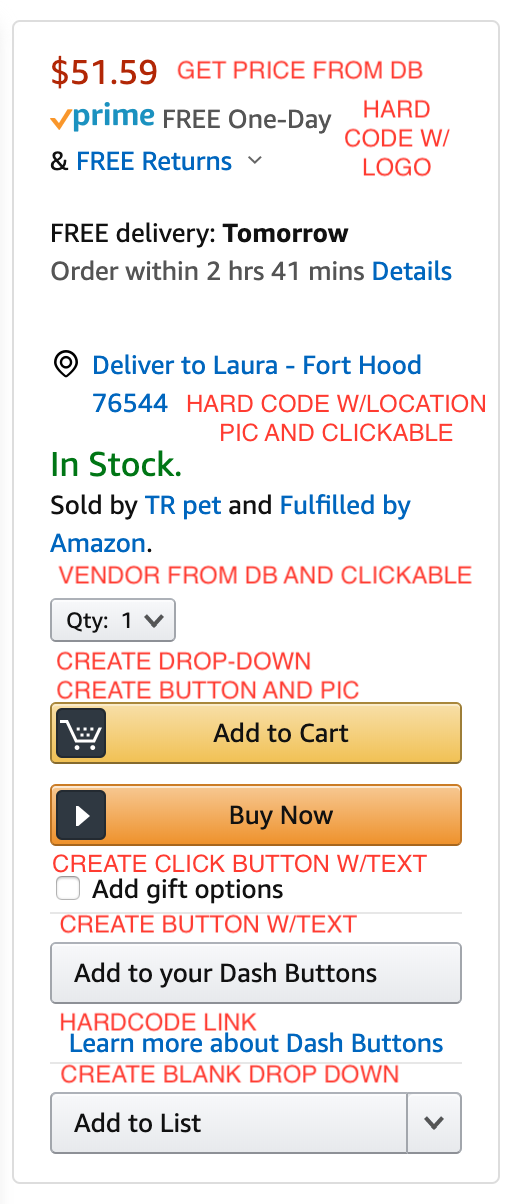 $51.59 GET PRICE FROM DB
prime FREE One-Day HARD
CODE W/
& FREE Returns LOGO
FREE delivery: Tomorrow
Order within 2 hrs 41 mins Details
Deliver to Laura - Fort Hood
76544 HARD CODE W/LOCATION
PIC AND CLICKABLE
In Stock.
Sold by TR pet and Fulfilled by
Amazon.
VENDOR FROM DB AND CLICKABLE
Qty: 1
CREATE DROP-DOWN
CREATE BUTTON AND PIC
Add to Cart
Buy Now
CREATE CLICK BUTTON W/TEXT
Add gift options
CREATE BUTTON W/TEXT
Add to your Dash Buttons
HARDCODE LINK
Learn more about Dash Buttons
CREATE BLANK DROP DOWN
Add to List